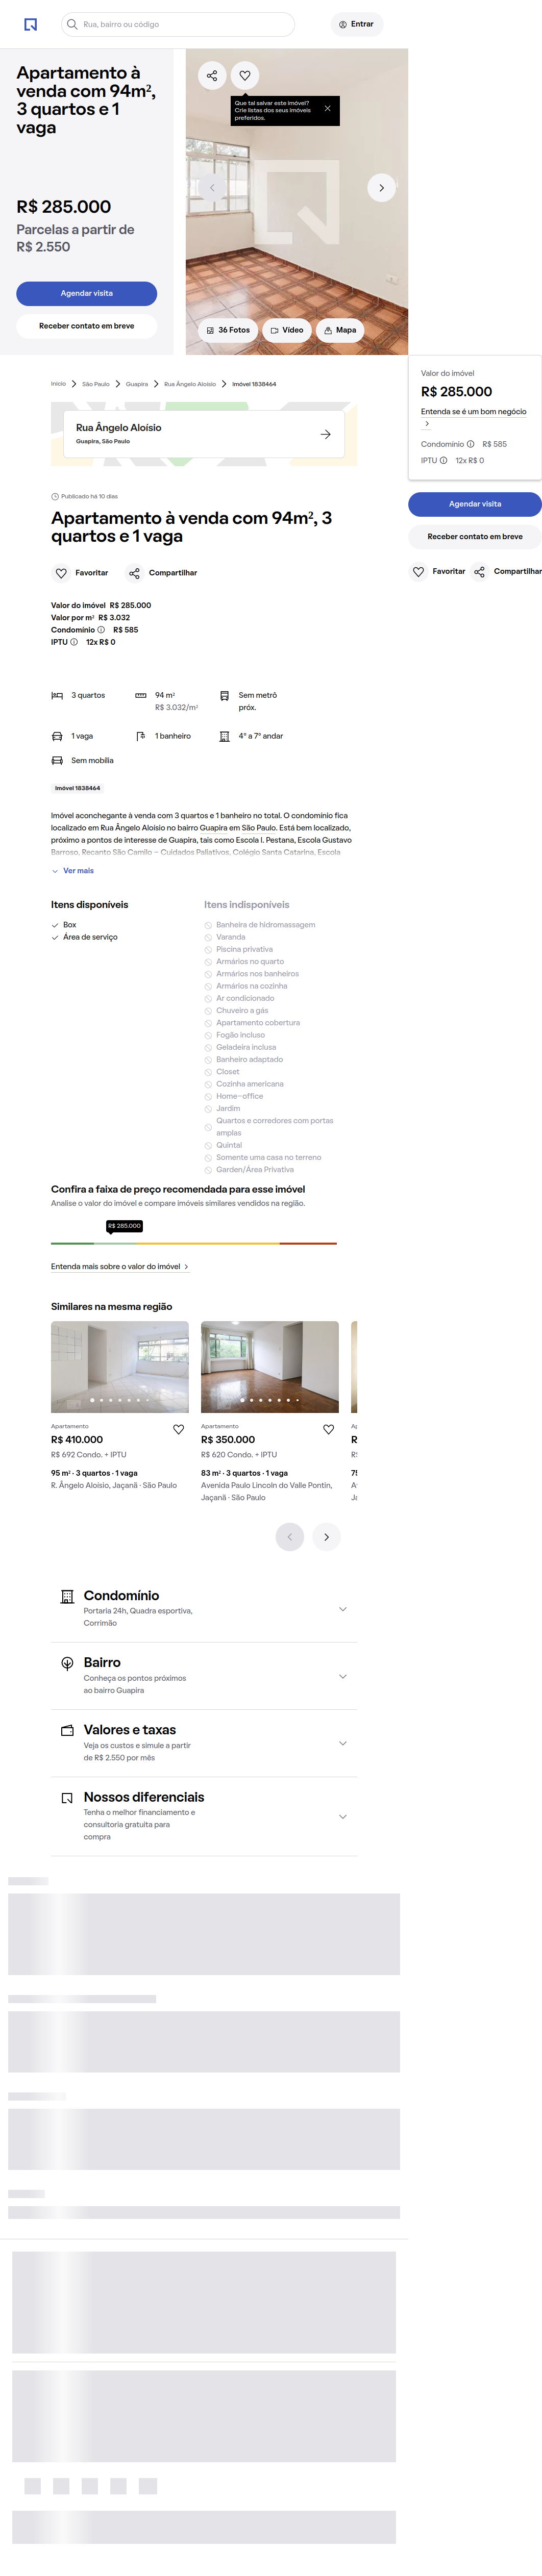 Rua, bairro ou código
Entrar
Apartamento à
venda com 94m²,
3 quartos e 1
vaga
R$ 285.000
Parcelas a partir de
R$ 2.550
Agendar visita
Receber contato em breve
Que tal salvar este imóvel?
Crie listas dos seus imóveis
preferidos.
36 Fotos
Vídeo
Mapa
Início
São Paulo
Guapira
Rua Ângelo Aloísio
Imóvel 1838464
Rua Ângelo Aloísio
Guapira, São Paulo
Valor do imóvel
R$ 285.000
Entenda se é um bom negócio
Condomínio R$ 585
IPTU 12x R$ 0
Agendar visita
Receber contato em breve
Favoritar
Compartilhar
Publicado há 10 dias
Apartamento à venda com 94m², 3
quartos e 1 vaga
Favoritar
Compartilhar
Valor do imóvel R$ 285.000
Valor por m² R$ 3.032
Condomínio R$ 585
IPTU 12x R$ 0
3 quartos
94 m²
R$ 3.032/m²
Sem metrô
próx.
1 vaga
1 banheiro
4° a 7° andar
Sem mobília
Imóvel 1838464
Imóvel aconchegante à venda com 3 quartos e 1 banheiro no total. O condomínio fica
localizado em Rua Ângelo Aloísio no bairro Guapira em São Paulo. Está bem localizado,
próximo a pontos de interesse de Guapira, tais como Escola I. Pestana, Escola Gustavo
Barroso, Recanto São Camilo - Cuidados Paliativos, Colégio Santa Catarina, Escola
Ver mais
Itens disponíveis
Box
Área de serviço
Itens indisponíveis
Banheira de hidromassagem
Varanda
Piscina privativa
Armários no quarto
Armários nos banheiros
Armários na cozinha
Ar condicionado
Chuveiro a gás
Apartamento cobertura
Fogão incluso
Geladeira inclusa
Banheiro adaptado
Closet
Cozinha americana
Home-office
Jardim
Quartos e corredores com portas
amplas
Quintal
Somente uma casa no terreno
Garden/Área Privativa
Confira a faixa de preço recomendada para esse imóvel
Analise o valor do imóvel e compare imóveis similares vendidos na região.
R$ 285.000
Entenda mais sobre o valor do imóvel
Similares na mesma região
Apartamento
R$ 410.000
R$ 692 Condo. + IPTU
95 m² · 3 quartos · 1 vaga
R. Ângelo Aloísio, Jaçanã · São Paulo
Apartamento
R$ 350.000
R$ 620 Condo. + IPTU
83 m² · 3 quartos · 1 vaga
Avenida Paulo Lincoln do Valle Pontin,
Jaçanã · São Paulo
Condomínio
Portaria 24h, Quadra esportiva,
Corrimão
Bairro
Conheça os pontos próximos
ao bairro Guapira
Valores e taxas
Veja os custos e simule a partir
de R$ 2.550 por mês
Nossos diferenciais
Tenha o melhor financiamento e
consultoria gratuita para
compra